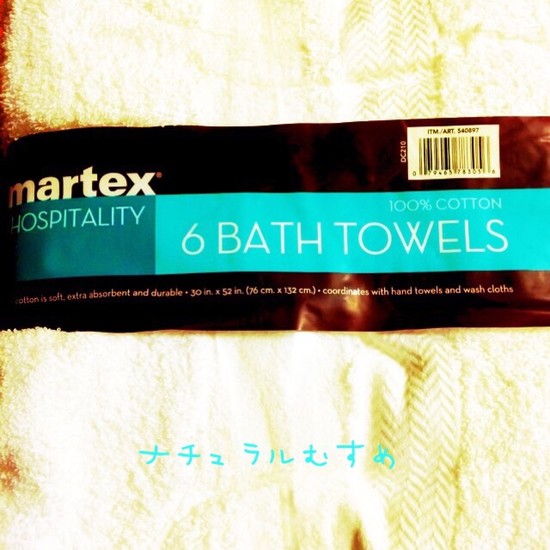 ITM./ART. 540897
DC210
martex®
HOSPITALITY
100% COTTON
6 BATH TOWELS
cotton is soft, extra absorbent and durable • 30 in. x 52 in. (76 cm. x 132 cm.) • coordinates with hand towels and wash cloths
ナチュラルむすめ